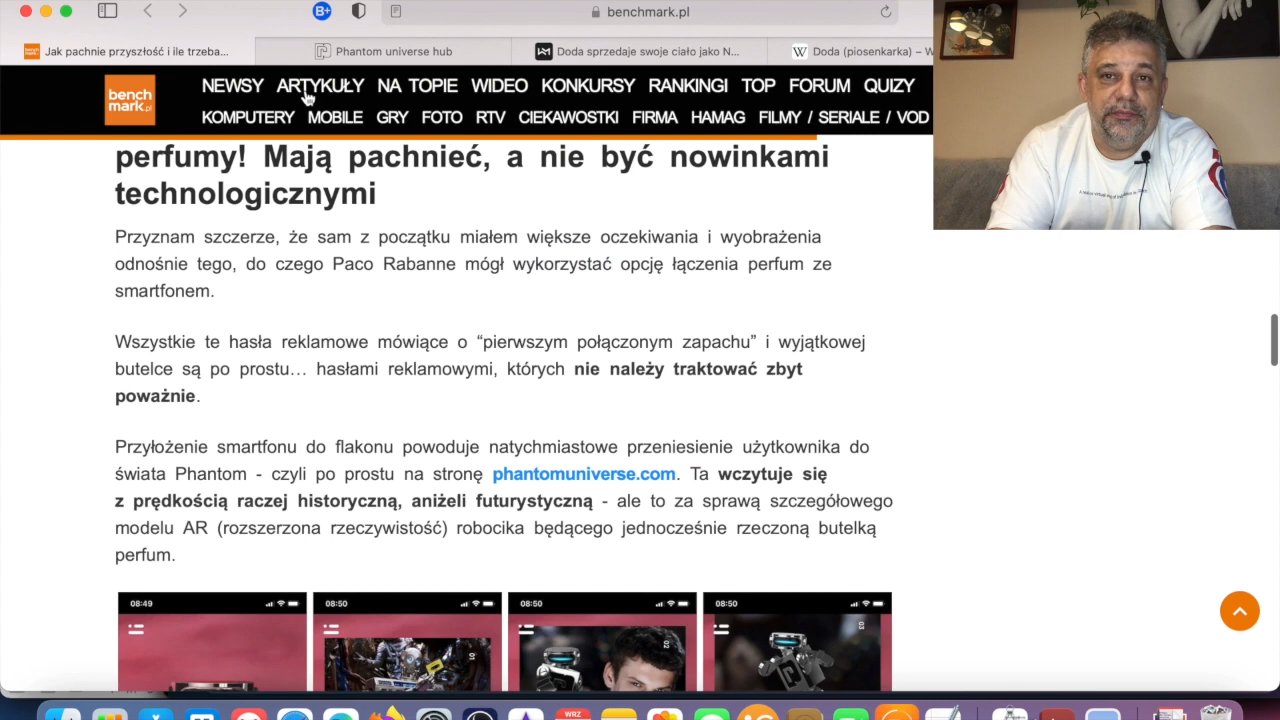 benchmark.pl
Jak pachnie przyszłość i ile trzeba...
Phantom universe hub
Doda sprzedaje swoje ciało jako N...
Doda (piosenkarka) – W
bench
mark.pl
NEWSY ARTYKUŁY NA TOPIE WIDEO KONKURSY RANKINGI TOP FORUM QUIZY
KOMPUTERY MOBILE GRY FOTO RTV CIEKAWOSTKI FIRMA HAMAG FILMY / SERIALE / VOD
perfumy! Mają pachnieć, a nie być nowinkami
technologicznymi
Przyznam szczerze, że sam z początku miałem większe oczekiwania i wyobrażenia
odnośnie tego, do czego Paco Rabanne mógł wykorzystać opcję łączenia perfum ze
smartfonem.
Wszystkie te hasła reklamowe mówiące o “pierwszym połączonym zapachu” i wyjątkowej
butelce są po prostu… hasłami reklamowymi, których nie należy traktować zbyt
poważnie.
Przyłożenie smartfonu do flakonu powoduje natychmiastowe przeniesienie użytkownika do
świata Phantom - czyli po prostu na stronę phantomuniverse.com. Ta wczytuje się
z prędkością raczej historyczną, aniżeli futurystyczną - ale to za sprawą szczegółowego
modelu AR (rozszerzona rzeczywistość) robocika będącego jednocześnie rzeczoną butelką
perfum.
08:49
08:50
08:50
08:50
01
02
03
WRZ